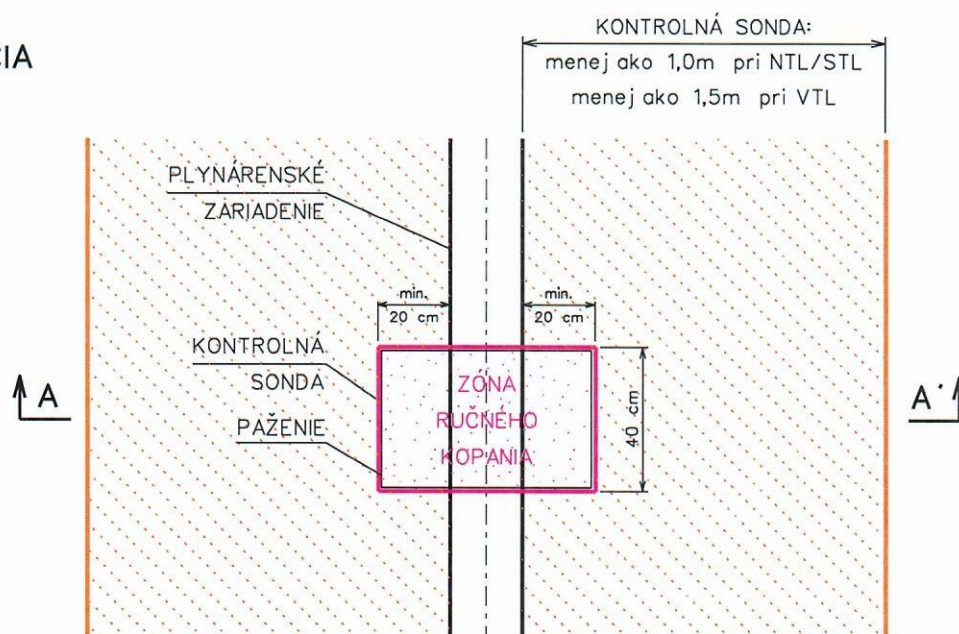 KONTROLNÁ SONDA:
menej ako 1,0m pri NTL/STL
menej ako 1,5m pri VTL
PLYNÁRENSKÉ
ZARIADENIE
min.
20 cm
min.
20 cm
KONTROLNÁ
SONDA
PAŽENIE
ZÓNA
RUČNÉHO
KOPANIA
40 cm
A
A'